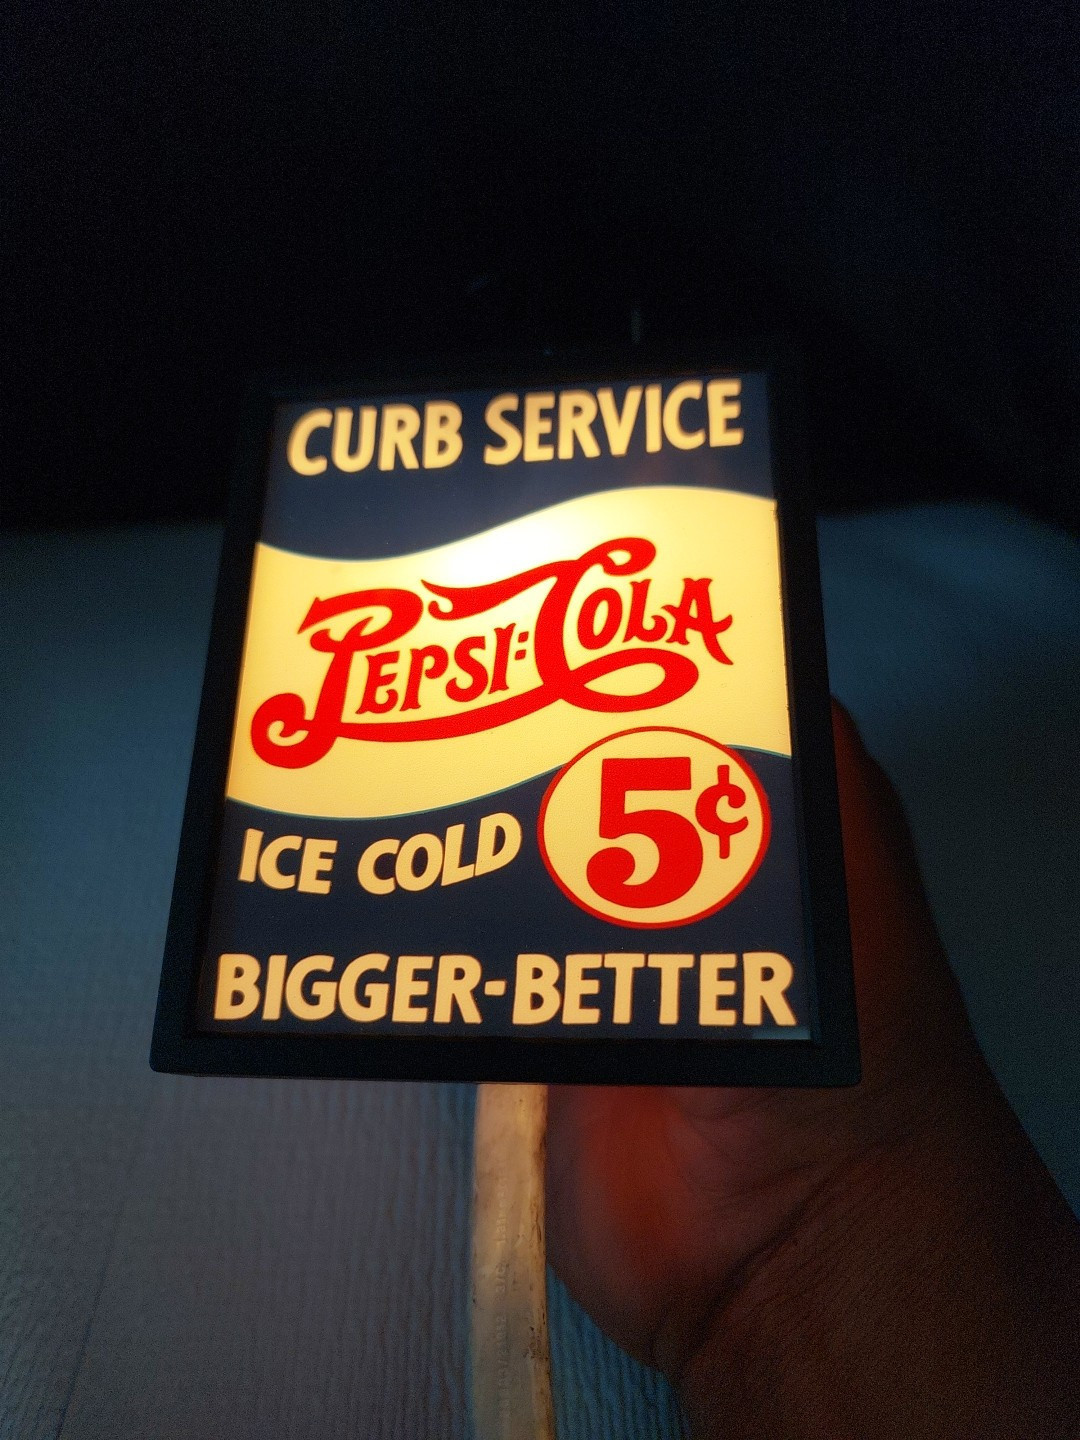 CURB SERVICE
PEPSI:COLA
5¢
ICE COLD
BIGGER-BETTER